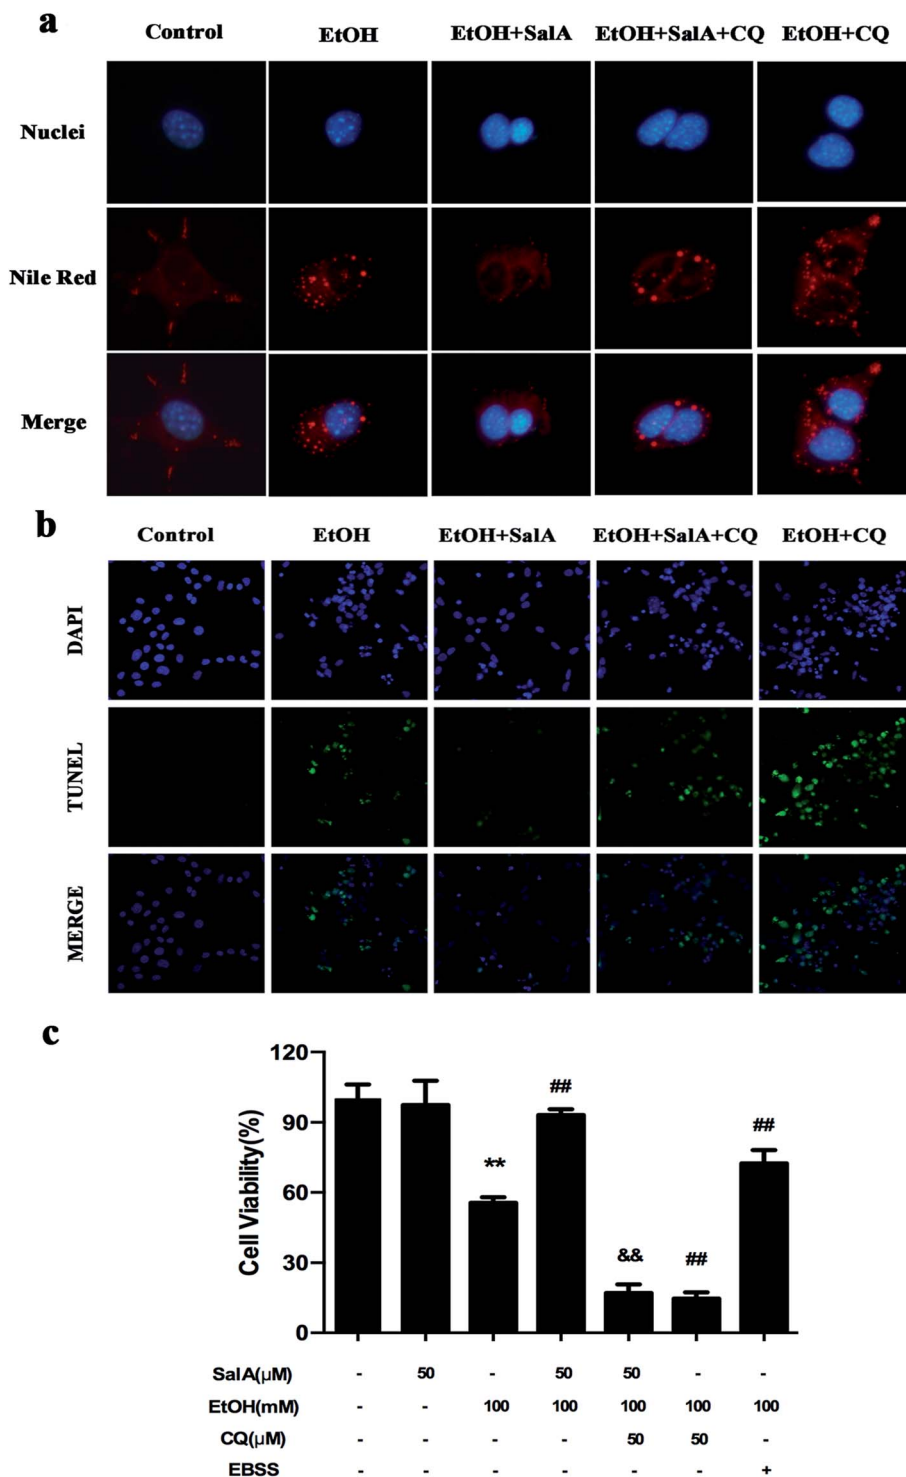 a
Control EtOH EtOH+SalA EtOH+SalA+CQ EtOH+CQ
Nuclei
Nile Red
Merge
b
Control EtOH EtOH+SalA EtOH+SalA+CQ EtOH+CQ
DAPI
TUNEL
MERGE
c
Cell Viability(%)
120
90
60
30
0
** ## && ## ##
SalA(μM) - 50 - 50 50 - -
EtOH(mM) - - 100 100 100 100 100
CQ(μM) - - - - 50 50 -
EBSS - - - - - - +